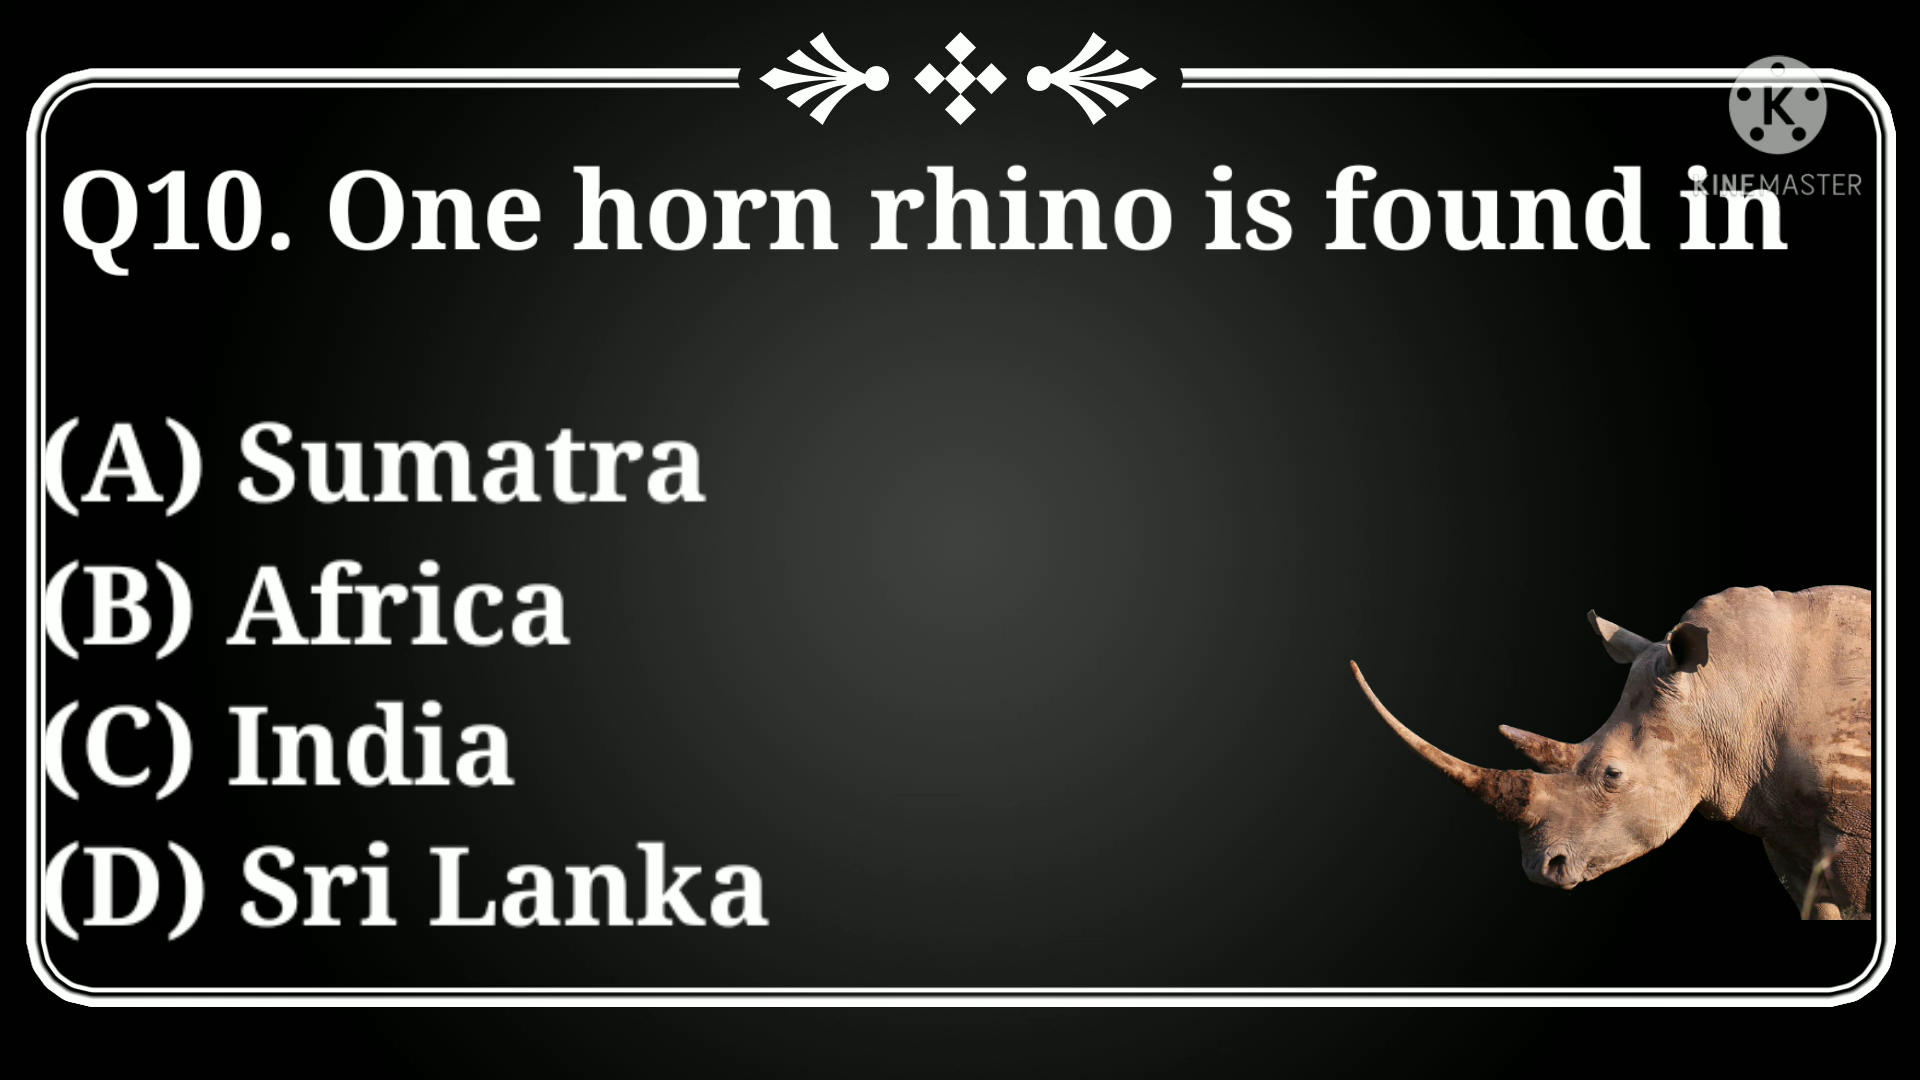 Q10. One horn rhino is found in
K
KINEMASTER
(A) Sumatra
(B) Africa
(C) India
(D) Sri Lanka